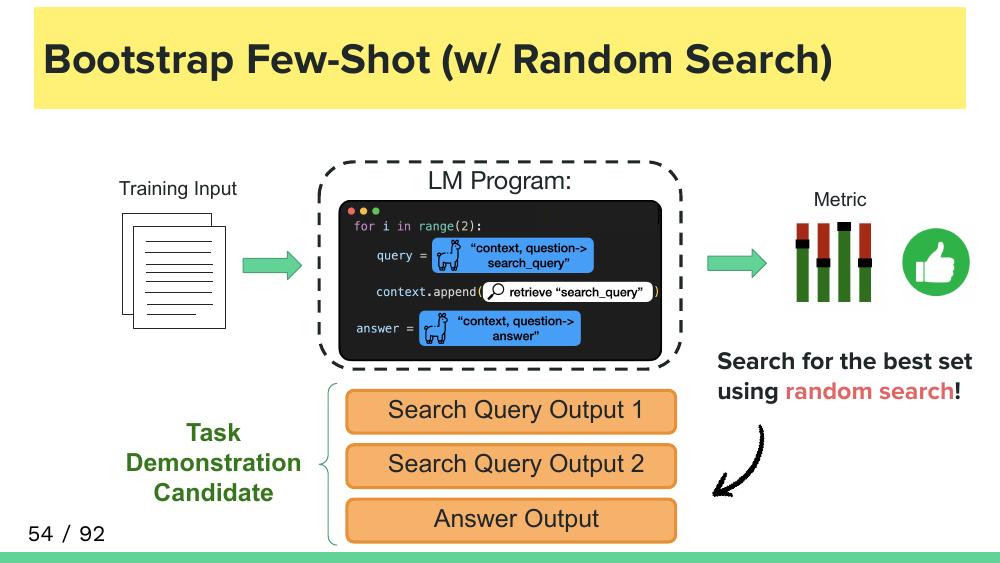 Bootstrap Few-Shot (w/ Random Search)
Training Input
LM Program:
for i in range(2):
query = “context, question->
search_query”
context.append( retrieve “search_query” )
answer = “context, question->
answer”
Metric
Search for the best set
using random search!
Task
Demonstration
Candidate
Search Query Output 1
Search Query Output 2
Answer Output
54 / 92